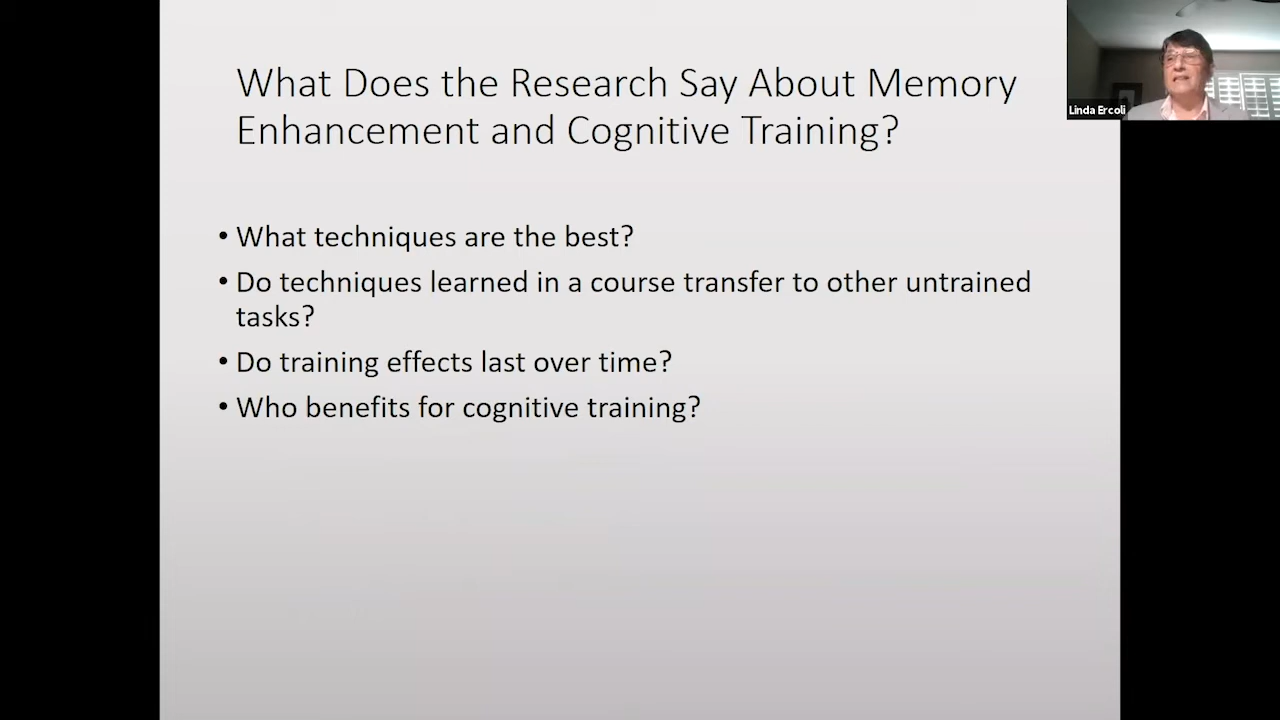 What Does the Research Say About Memory
Enhancement and Cognitive Training?
• What techniques are the best?
• Do techniques learned in a course transfer to other untrained
tasks?
• Do training effects last over time?
• Who benefits for cognitive training?
Linda Ercoli